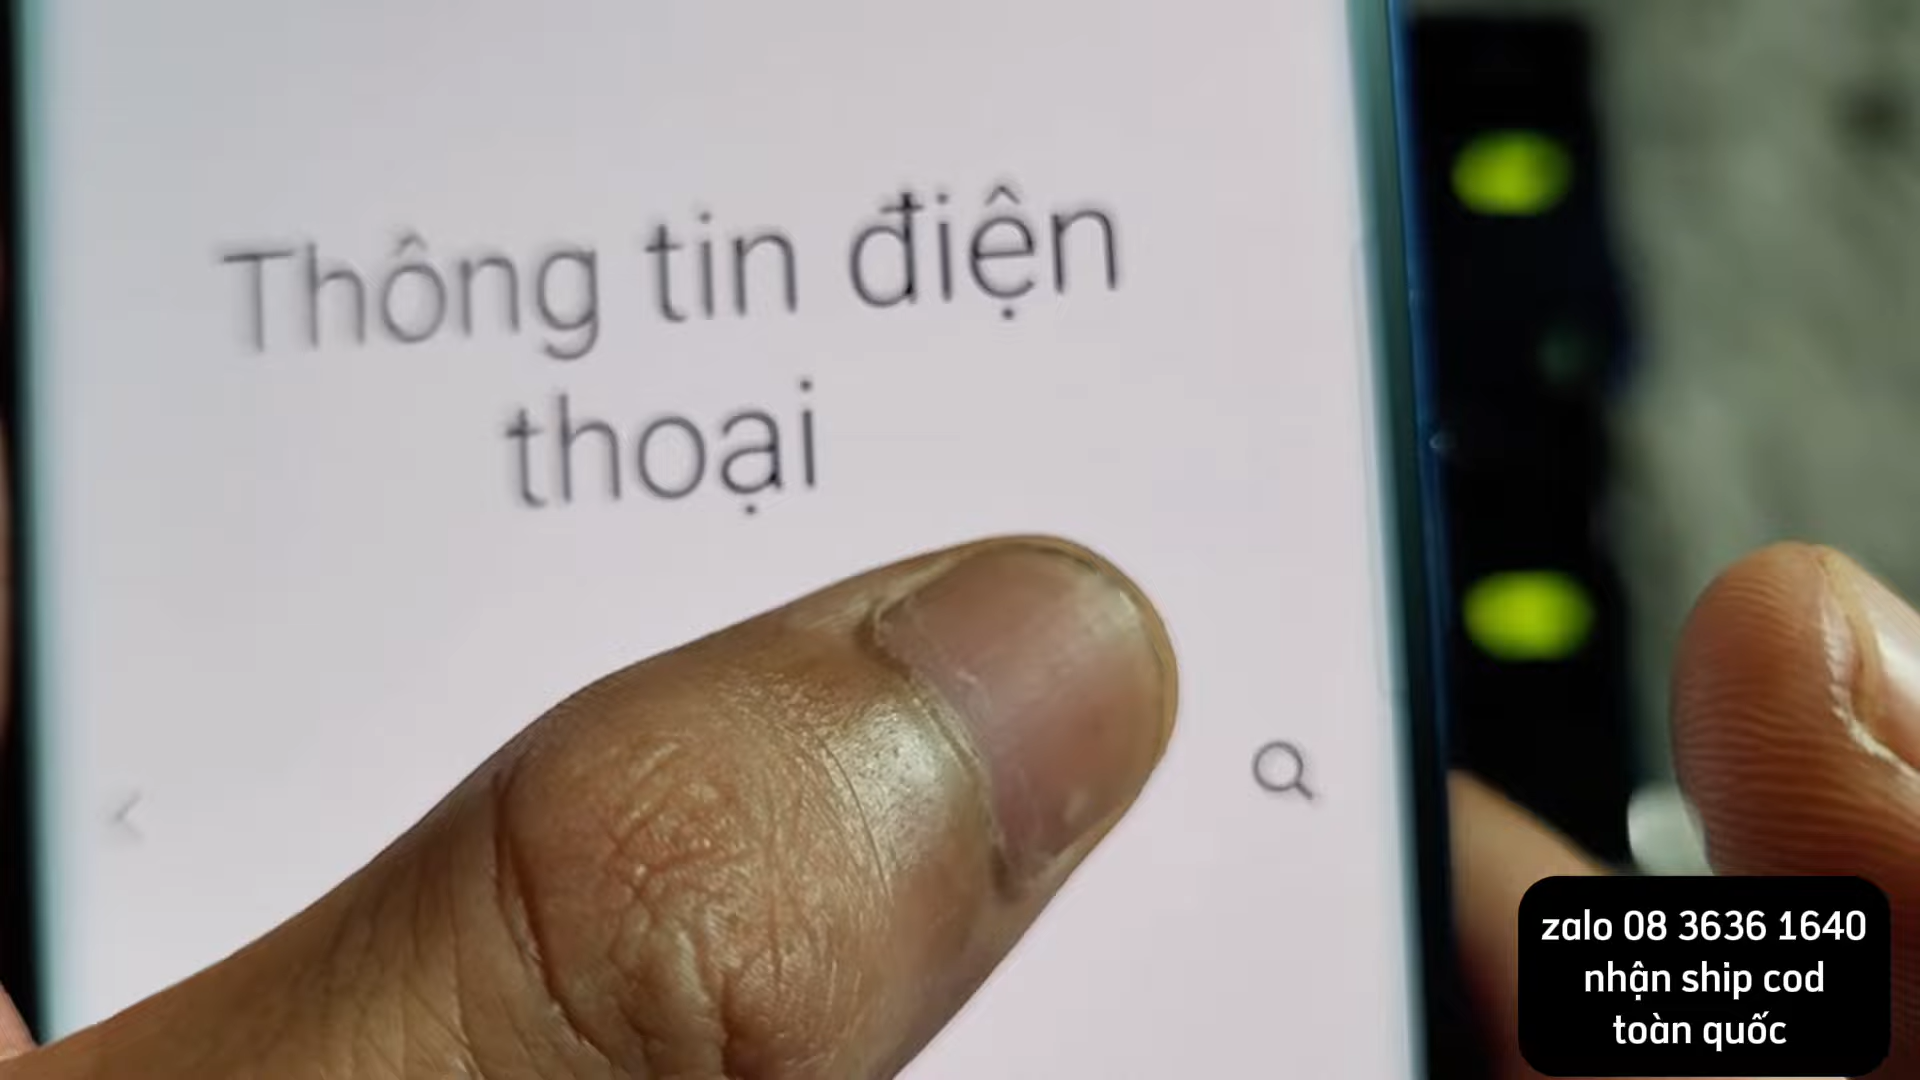 Thông tin điện
thoại
zalo 08 3636 1640
nhận ship cod
toàn quốc